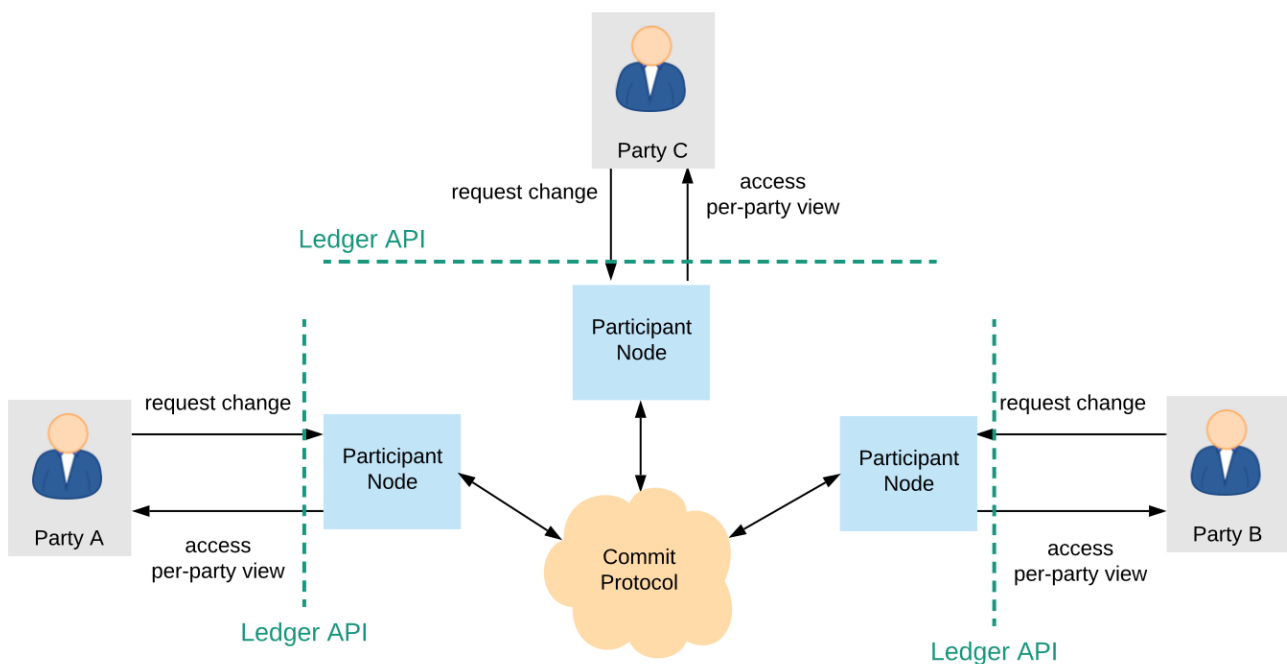 Party C
request change
access
per-party view
Ledger API
Participant
Node
request change
Party A
access
per-party view
Ledger API
Participant
Node
Commit
Protocol
Participant
Node
request change
Party B
access
per-party view
Ledger API